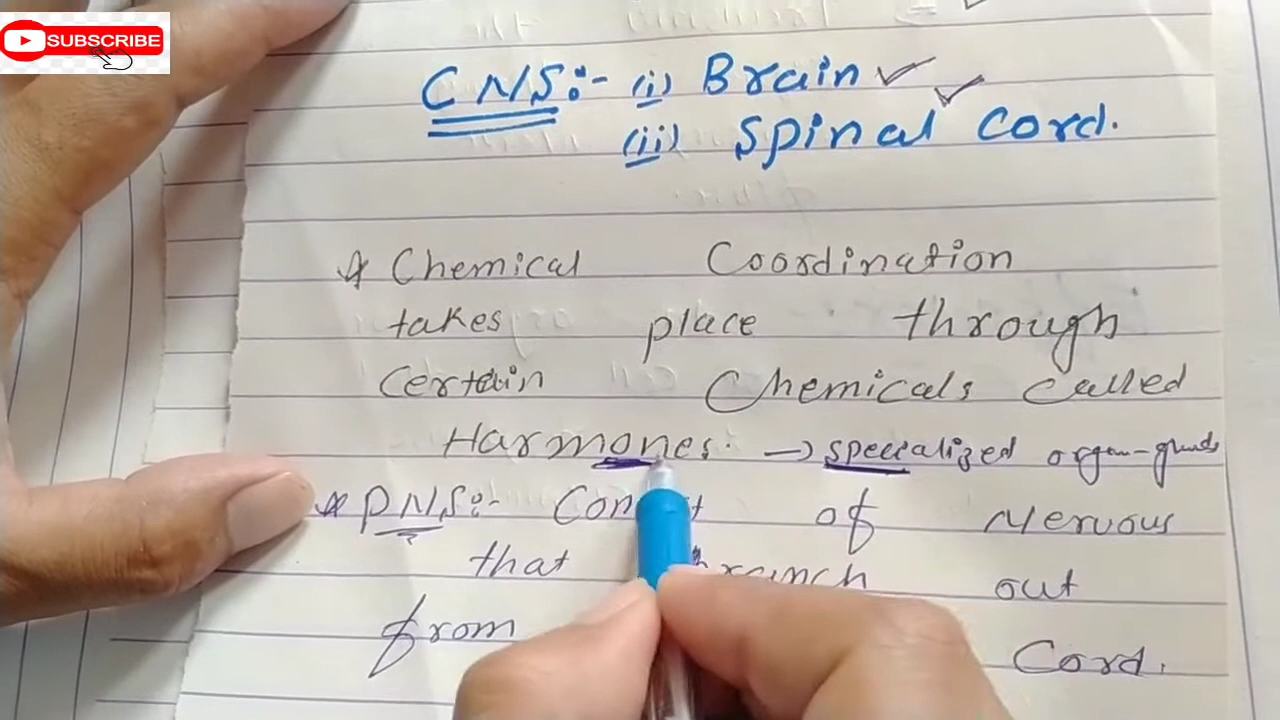 SUBSCRIBE
CNS:- (i) Brain
(ii) Spinal Cord.
* Chemical Coordination
takes place through
Certain Chemicals called
Harmones. → specialized organ-glands
* PNS:- of Nervous
that branch out
from Cord.